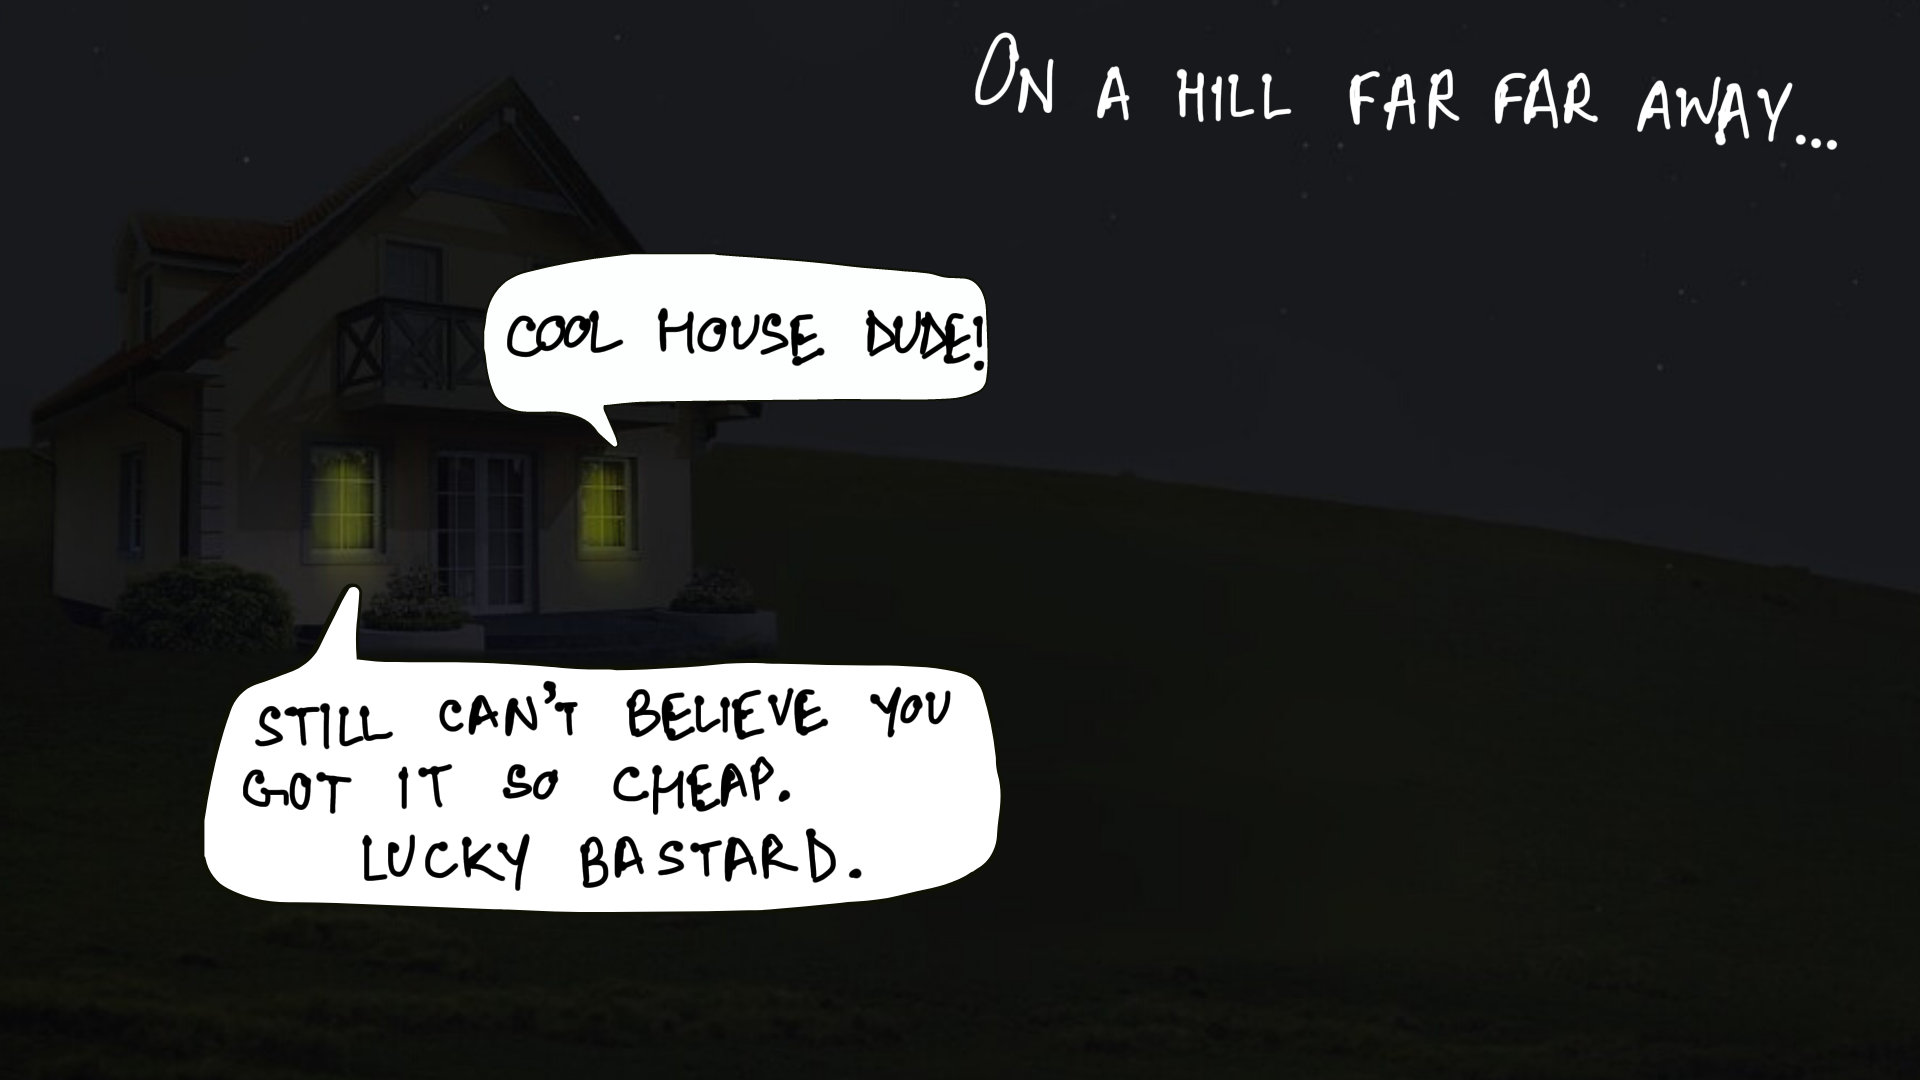 ON A HILL FAR FAR AWAY...
COOL HOUSE DUDE!
STILL CAN'T BELIEVE YOU
GOT IT SO CHEAP.
LUCKY BASTARD.